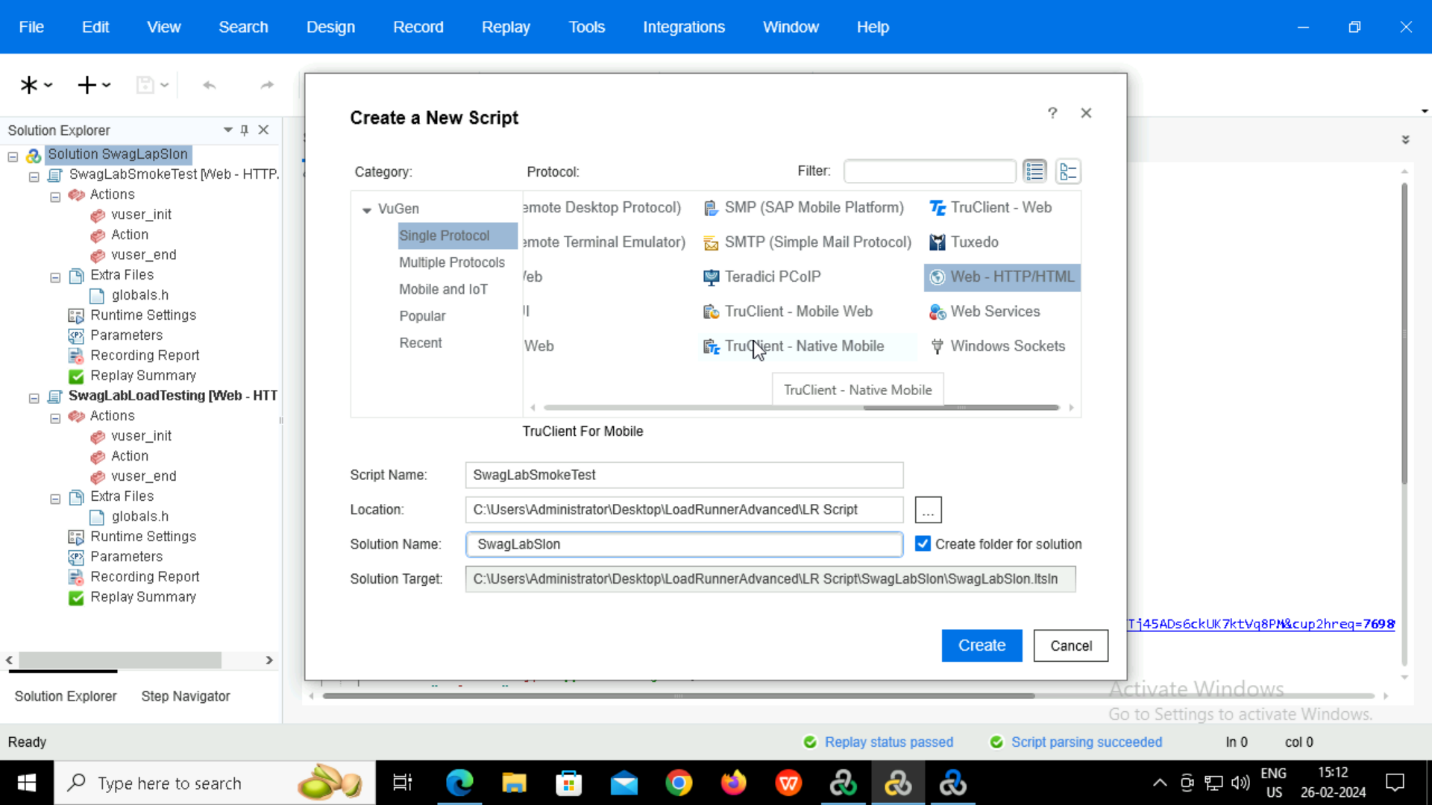 File Edit View Search Design Record Replay Tools Integrations Window Help
Solution Explorer
Solution SwagLapSlon
SwagLabSmokeTest [Web - HTTP.
Actions
vuser_init
Action
vuser_end
Extra Files
globals.h
Runtime Settings
Parameters
Recording Report
Replay Summary
SwagLabLoadTesting [Web - HTT
Actions
vuser_init
Action
vuser_end
Extra Files
globals.h
Runtime Settings
Parameters
Recording Report
Replay Summary
Solution Explorer Step Navigator
Create a New Script
Category: Protocol: Filter:
VuGen
Single Protocol
Multiple Protocols
Mobile and IoT
Popular
Recent
emote Desktop Protocol) SMP (SAP Mobile Platform) TruClient - Web
emote Terminal Emulator) SMTP (Simple Mail Protocol) Tuxedo
Web Teradici PCoIP Web - HTTP/HTML
TruClient - Mobile Web Web Services
Web TruClient - Native Mobile Windows Sockets
TruClient - Native Mobile
TruClient For Mobile
Script Name: SwagLabSmokeTest
Location: C:\Users\Administrator\Desktop\LoadRunnerAdvanced\LR Script ...
Solution Name: SwagLabSlon Create folder for solution
Solution Target: C:\Users\Administrator\Desktop\LoadRunnerAdvanced\LR Script\SwagLabSlon\SwagLabSlon.ltsln
Create Cancel
Tj45ADs6ckUK7ktVq8PM&cup2hreq=7698
Activate Windows
Go to Settings to activate Windows.
Ready Replay status passed Script parsing succeeded ln 0 col 0
Type here to search
ENG
US
15:12
26-02-2024